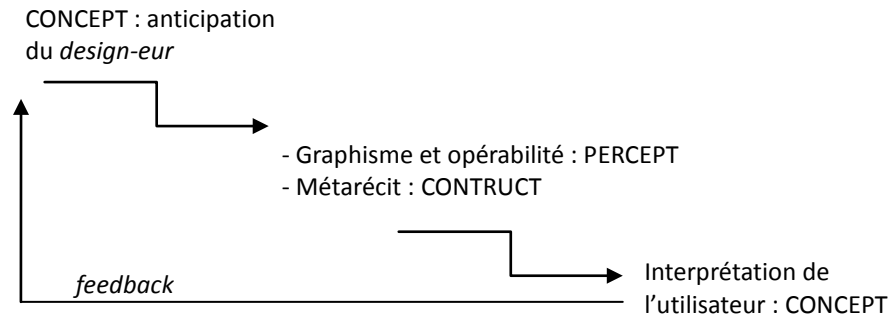 CONCEPT : anticipation
du design-eur
- Graphisme et opérabilité : PERCEPT
- Métarécit : CONTRUCT
Interprétation de
l’utilisateur : CONCEPT
feedback